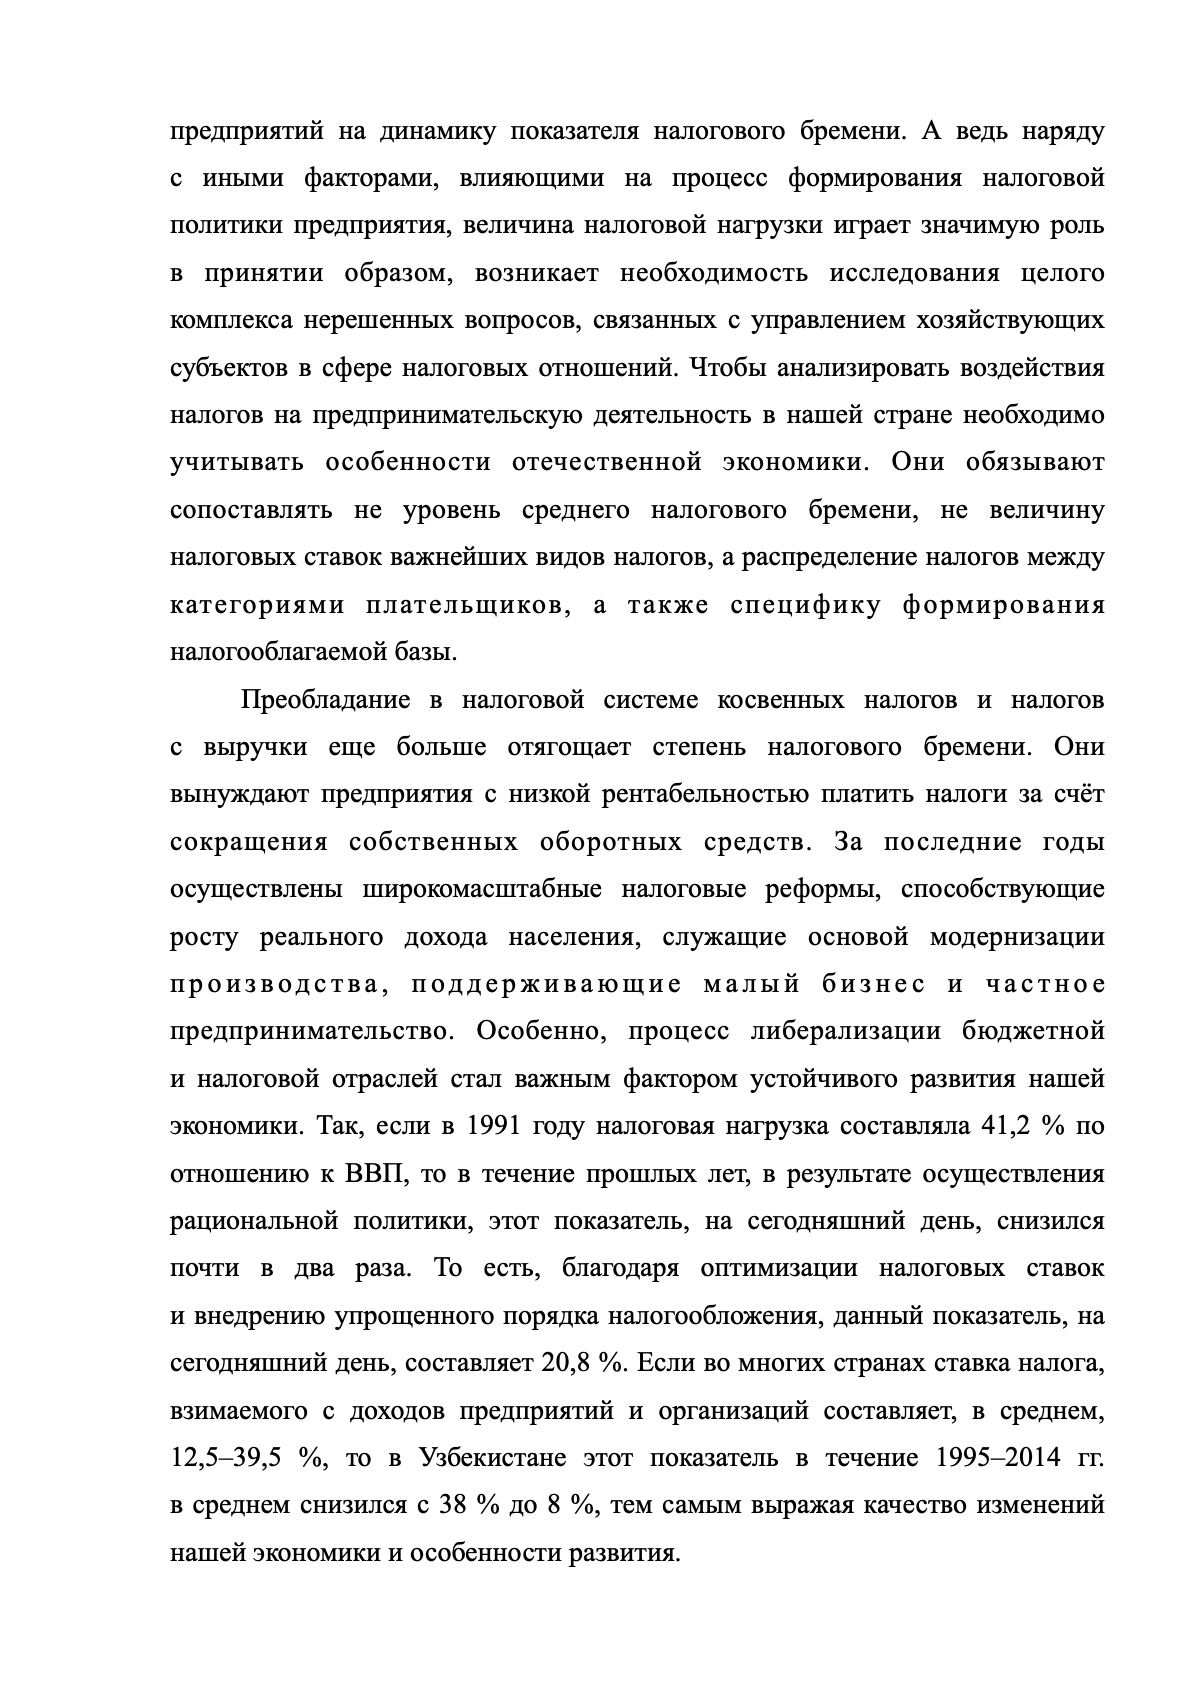 предприятий на динамику показателя налогового бремени. А ведь наряду
с иными факторами, влияющими на процесс формирования налоговой
политики предприятия, величина налоговой нагрузки играет значимую роль
в принятии образом, возникает необходимость исследования целого
комплекса нерешенных вопросов, связанных с управлением хозяйствующих
субъектов в сфере налоговых отношений. Чтобы анализировать воздействия
налогов на предпринимательскую деятельность в нашей стране необходимо
учитывать особенности отечественной экономики. Они обязывают
сопоставлять не уровень среднего налогового бремени, не величину
налоговых ставок важнейших видов налогов, а распределение налогов между
категориями плательщиков, а также специфику формирования
налогооблагаемой базы.
Преобладание в налоговой системе косвенных налогов и налогов
с выручки еще больше отягощает степень налогового бремени. Они
вынуждают предприятия с низкой рентабельностью платить налоги за счёт
сокращения собственных оборотных средств. За последние годы
осуществлены широкомасштабные налоговые реформы, способствующие
росту реального дохода населения, служащие основой модернизации
производства, поддерживающие малый бизнес и частное
предпринимательство. Особенно, процесс либерализации бюджетной
и налоговой отраслей стал важным фактором устойчивого развития нашей
экономики. Так, если в 1991 году налоговая нагрузка составляла 41,2 % по
отношению к ВВП, то в течение прошлых лет, в результате осуществления
рациональной политики, этот показатель, на сегодняшний день, снизился
почти в два раза. То есть, благодаря оптимизации налоговых ставок
и внедрению упрощенного порядка налогообложения, данный показатель, на
сегодняшний день, составляет 20,8 %. Если во многих странах ставка налога,
взимаемого с доходов предприятий и организаций составляет, в среднем,
12,5–39,5 %, то в Узбекистане этот показатель в течение 1995–2014 гг.
в среднем снизился с 38 % до 8 %, тем самым выражая качество изменений
нашей экономики и особенности развития.